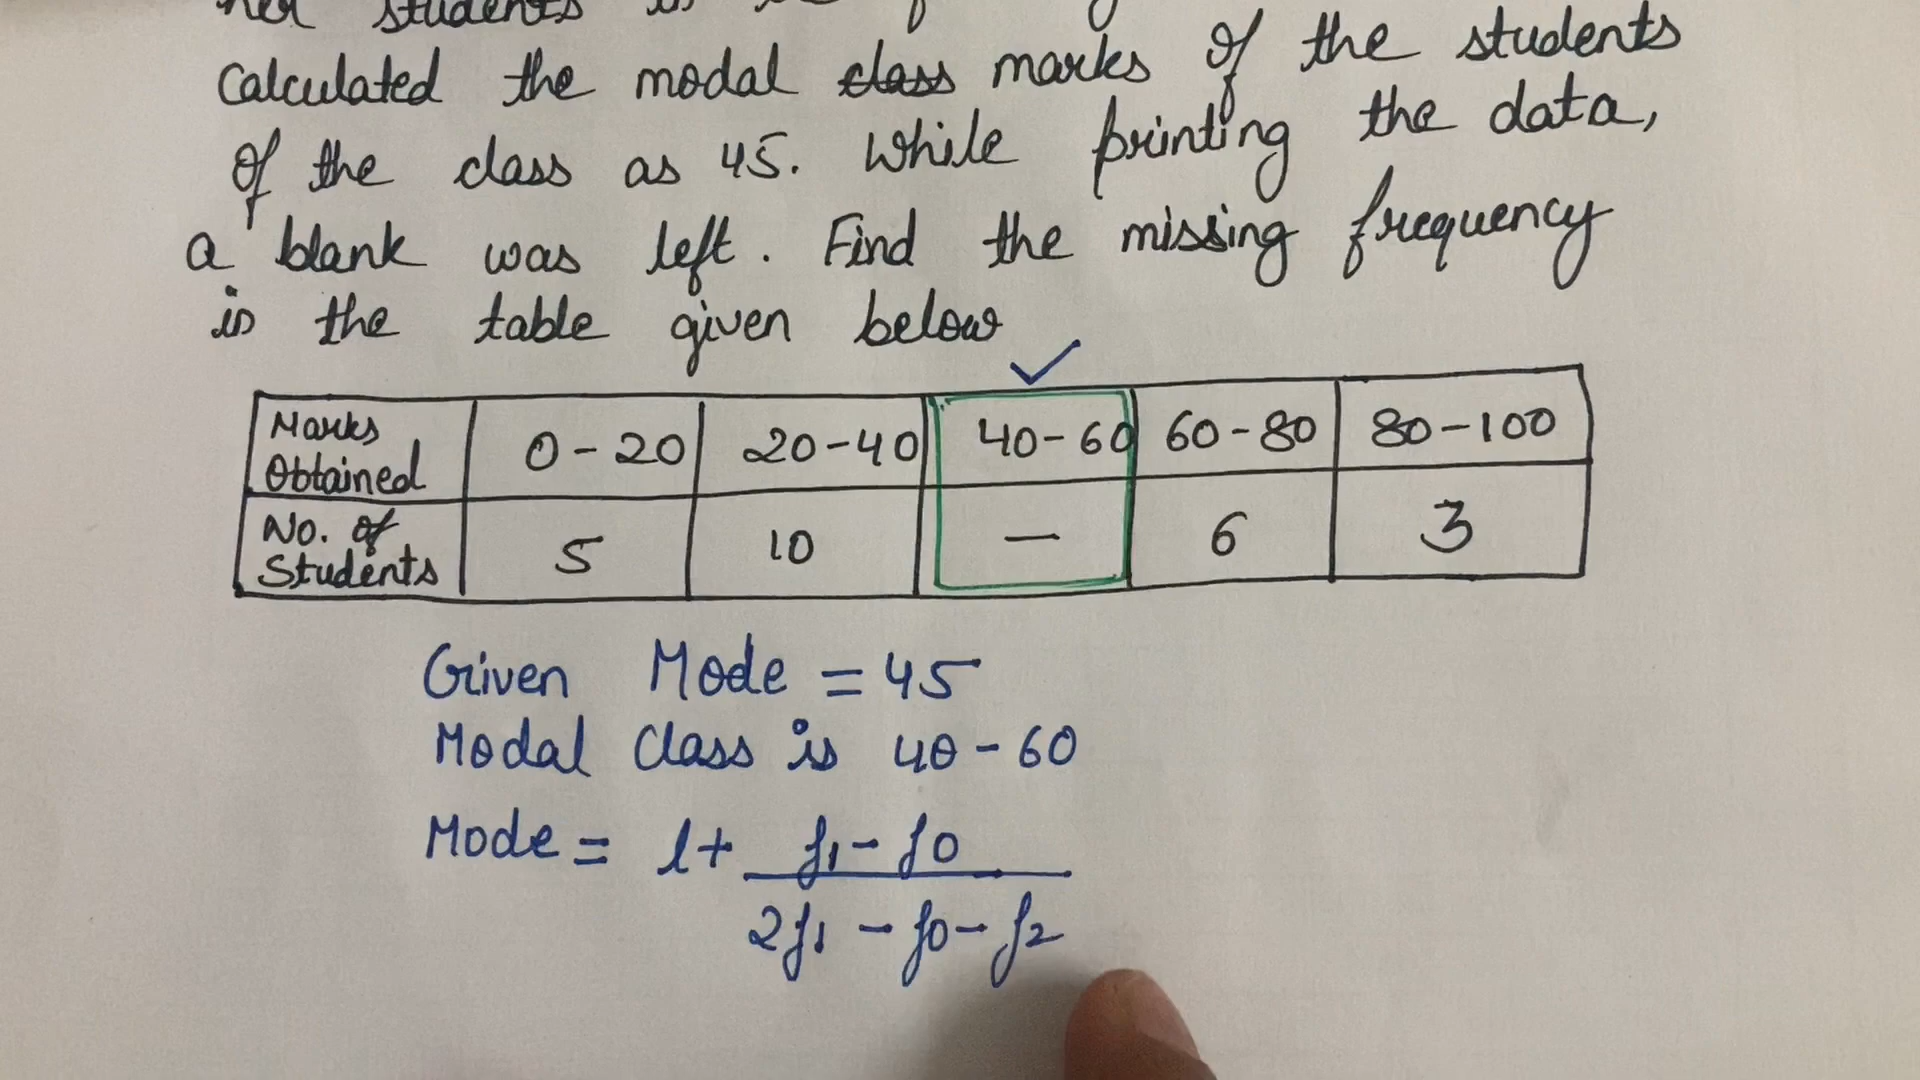 her students is
calculated the modal class marks of the students
of the class as 45. While printing the data,
a blank was left. Find the missing frequency
is the table given below
Marks Obtained 0-20 20-40 40-60 60-80 80-100
No. of Students 5 10 — 6 3
Given Mode = 45
Modal Class is 40-60
Mode = l+ f1-f0
2f1-f0-f2